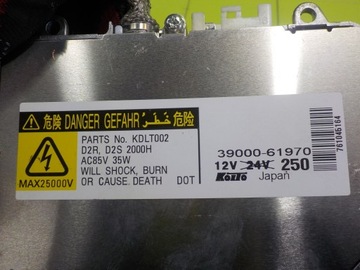 危険 DANGER GEFAHR خطر 危险
PARTS No. KDLT002
D2R, D2S 2000H
AC85V 35W
WILL SHOCK, BURN
OR CAUSE DEATH DOT
MAX25000V
39000-61970
12V 24V 250
KOITO Japan
761045164